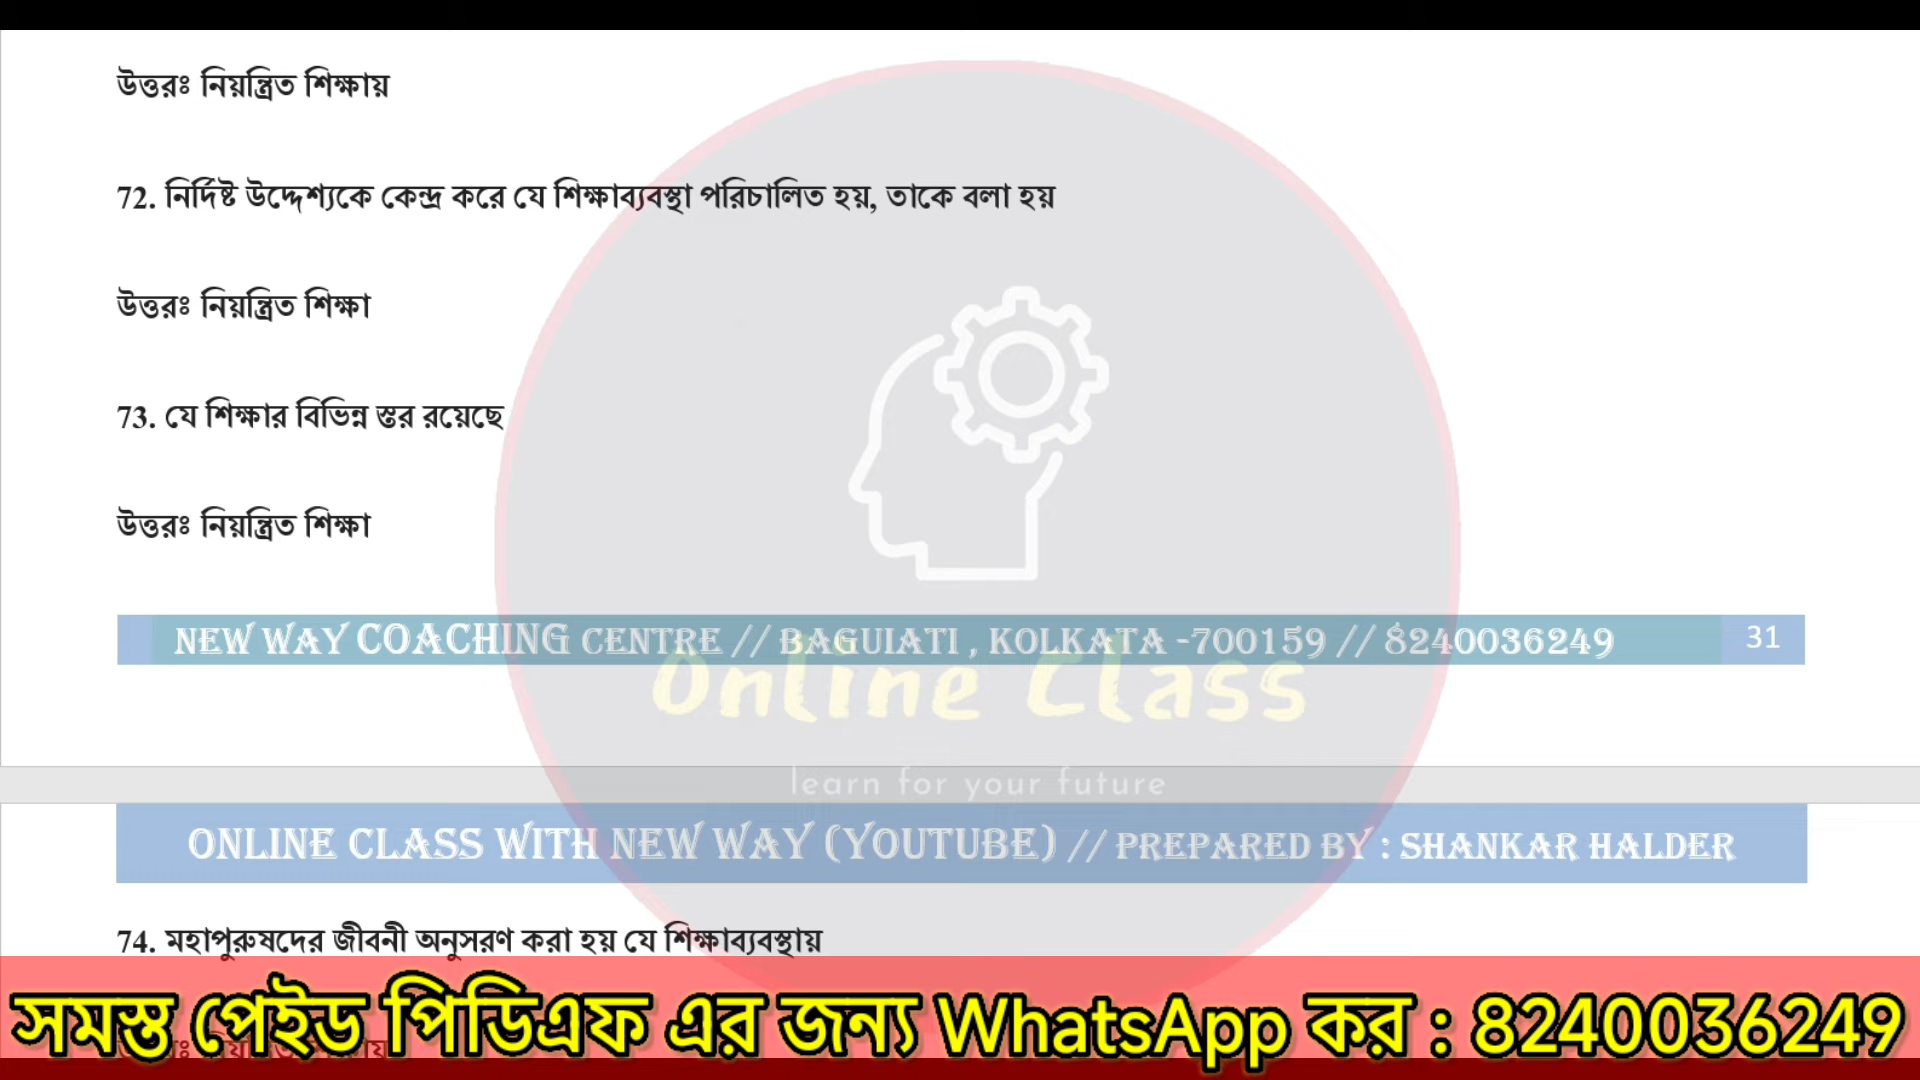 উত্তরঃ নিয়ন্ত্রিত শিক্ষায়
72. নির্দিষ্ট উদ্দেশ্যকে কেন্দ্র করে যে শিক্ষাব্যবস্থা পরিচালিত হয়, তাকে বলা হয়
উত্তরঃ নিয়ন্ত্রিত শিক্ষা
73. যে শিক্ষার বিভিন্ন স্তর রয়েছে
উত্তরঃ নিয়ন্ত্রিত শিক্ষা
NEW WAY COACHING CENTRE // BAGUIATI , KOLKATA -700159 // 8240036249 31
Online Class
learn for your future
ONLINE CLASS WITH NEW WAY (YOUTUBE) // PREPARED BY : SHANKAR HALDER
74. মহাপুরুষদের জীবনী অনুসরণ করা হয় যে শিক্ষাব্যবস্থায়
সমস্ত পেইড পিডিএফ এর জন্য WhatsApp কর : 8240036249